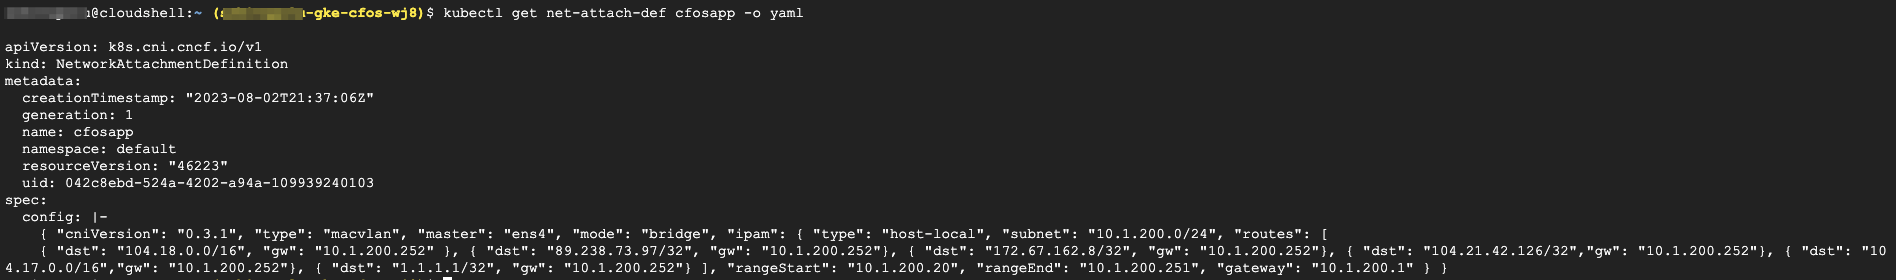 @cloudshell:~ (-gke-cfos-wj8)$ kubectl get net-attach-def cfosapp -o yaml
apiVersion: k8s.cni.cncf.io/v1
kind: NetworkAttachmentDefinition
metadata:
  creationTimestamp: "2023-08-02T21:37:06Z"
  generation: 1
  name: cfosapp
  namespace: default
  resourceVersion: "46223"
  uid: 042c8ebd-524a-4202-a94a-109939240103
spec:
  config: |-
    { "cniVersion": "0.3.1", "type": "macvlan", "master": "ens4", "mode": "bridge", "ipam": { "type": "host-local", "subnet": "10.1.200.0/24", "routes": [
    { "dst": "104.18.0.0/16", "gw": "10.1.200.252" }, { "dst": "89.238.73.97/32", "gw": "10.1.200.252"}, { "dst": "172.67.162.8/32", "gw": "10.1.200.252"}, { "dst": "104.21.42.126/32","gw": "10.1.200.252"}, { "dst": "10
4.17.0.0/16","gw": "10.1.200.252"}, { "dst": "1.1.1.1/32", "gw": "10.1.200.252"} ], "rangeStart": "10.1.200.20", "rangeEnd": "10.1.200.251", "gateway": "10.1.200.1" } }